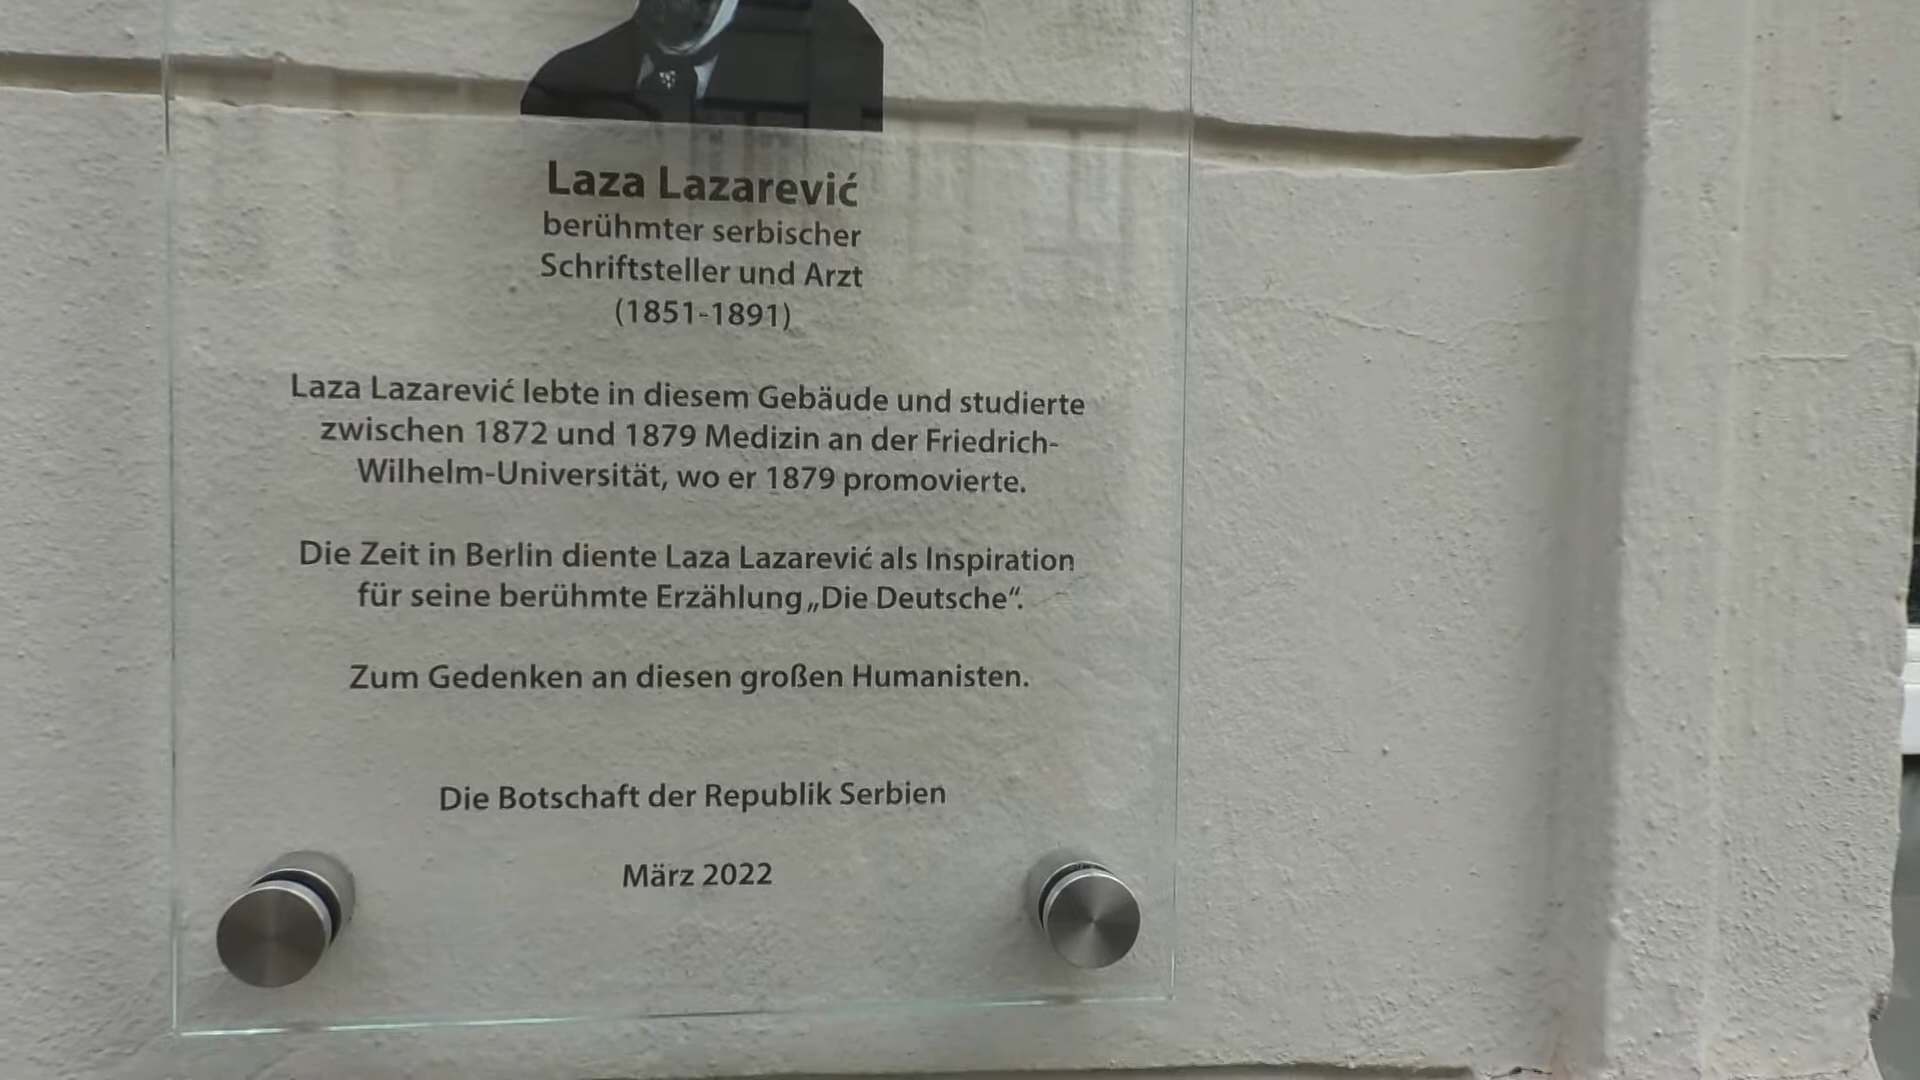 Laza Lazarević
berühmter serbischer
Schriftsteller und Arzt
(1851-1891)
Laza Lazarević lebte in diesem Gebäude und studierte
zwischen 1872 und 1879 Medizin an der Friedrich-
Wilhelm-Universität, wo er 1879 promovierte.
Die Zeit in Berlin diente Laza Lazarević als Inspiration
für seine berühmte Erzählung „Die Deutsche“.
Zum Gedenken an diesen großen Humanisten.
Die Botschaft der Republik Serbien
März 2022